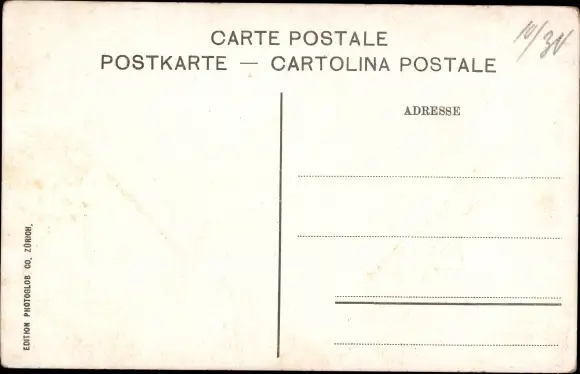 CARTE POSTALE
POSTKARTE — CARTOLINA POSTALE
ADRESSE
EDITION PHOTOGLOB CO. ZÜRICH.